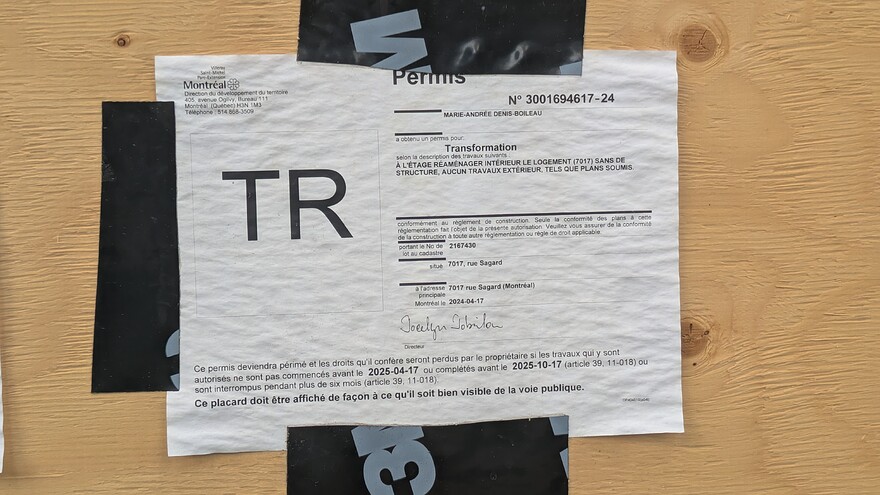 Villeray
Saint-Michel
Parc-Extension
Montréal
Direction du développement du territoire
405, avenue Ogilvy, Bureau 111
Montréal, (Québec) H3N 1M3
Téléphone : 514 868-3509
Permis
N° 3001694617-24
MARIE-ANDRÉE DENIS-BOILEAU
a obtenu un permis pour:
Transformation
selon la description des travaux suivants :
À L'ÉTAGE RÉAMÉNAGER INTÉRIEUR LE LOGEMENT (7017) SANS DE
STRUCTURE, AUCUN TRAVAUX EXTÉRIEUR, TELS QUE PLANS SOUMIS
TR
conformément au règlement de construction. Seule la conformité des plans à cette
réglementation fait l'objet de la présente autorisation. Veuillez vous assurer de la conformité
de la construction à toute autre réglementation ou règle de droit applicable.
portant le No de lot au cadastre 2167430
situé 7017, rue Sagard
à l'adresse principale 7017 rue Sagard (Montréal)
Montréal le 2024-04-17
Directeur
Ce permis deviendra périmé et les droits qu'il confère seront perdus par le propriétaire si les travaux qui y sont
autorisés ne sont pas commencés avant le 2025-04-17 ou complétés avant le 2025-10-17 (article 39, 11-018) ou
sont interrompus pendant plus de six mois (article 39, 11-018).
Ce placard doit être affiché de façon à ce qu'il soit bien visible de la voie publique.
3M